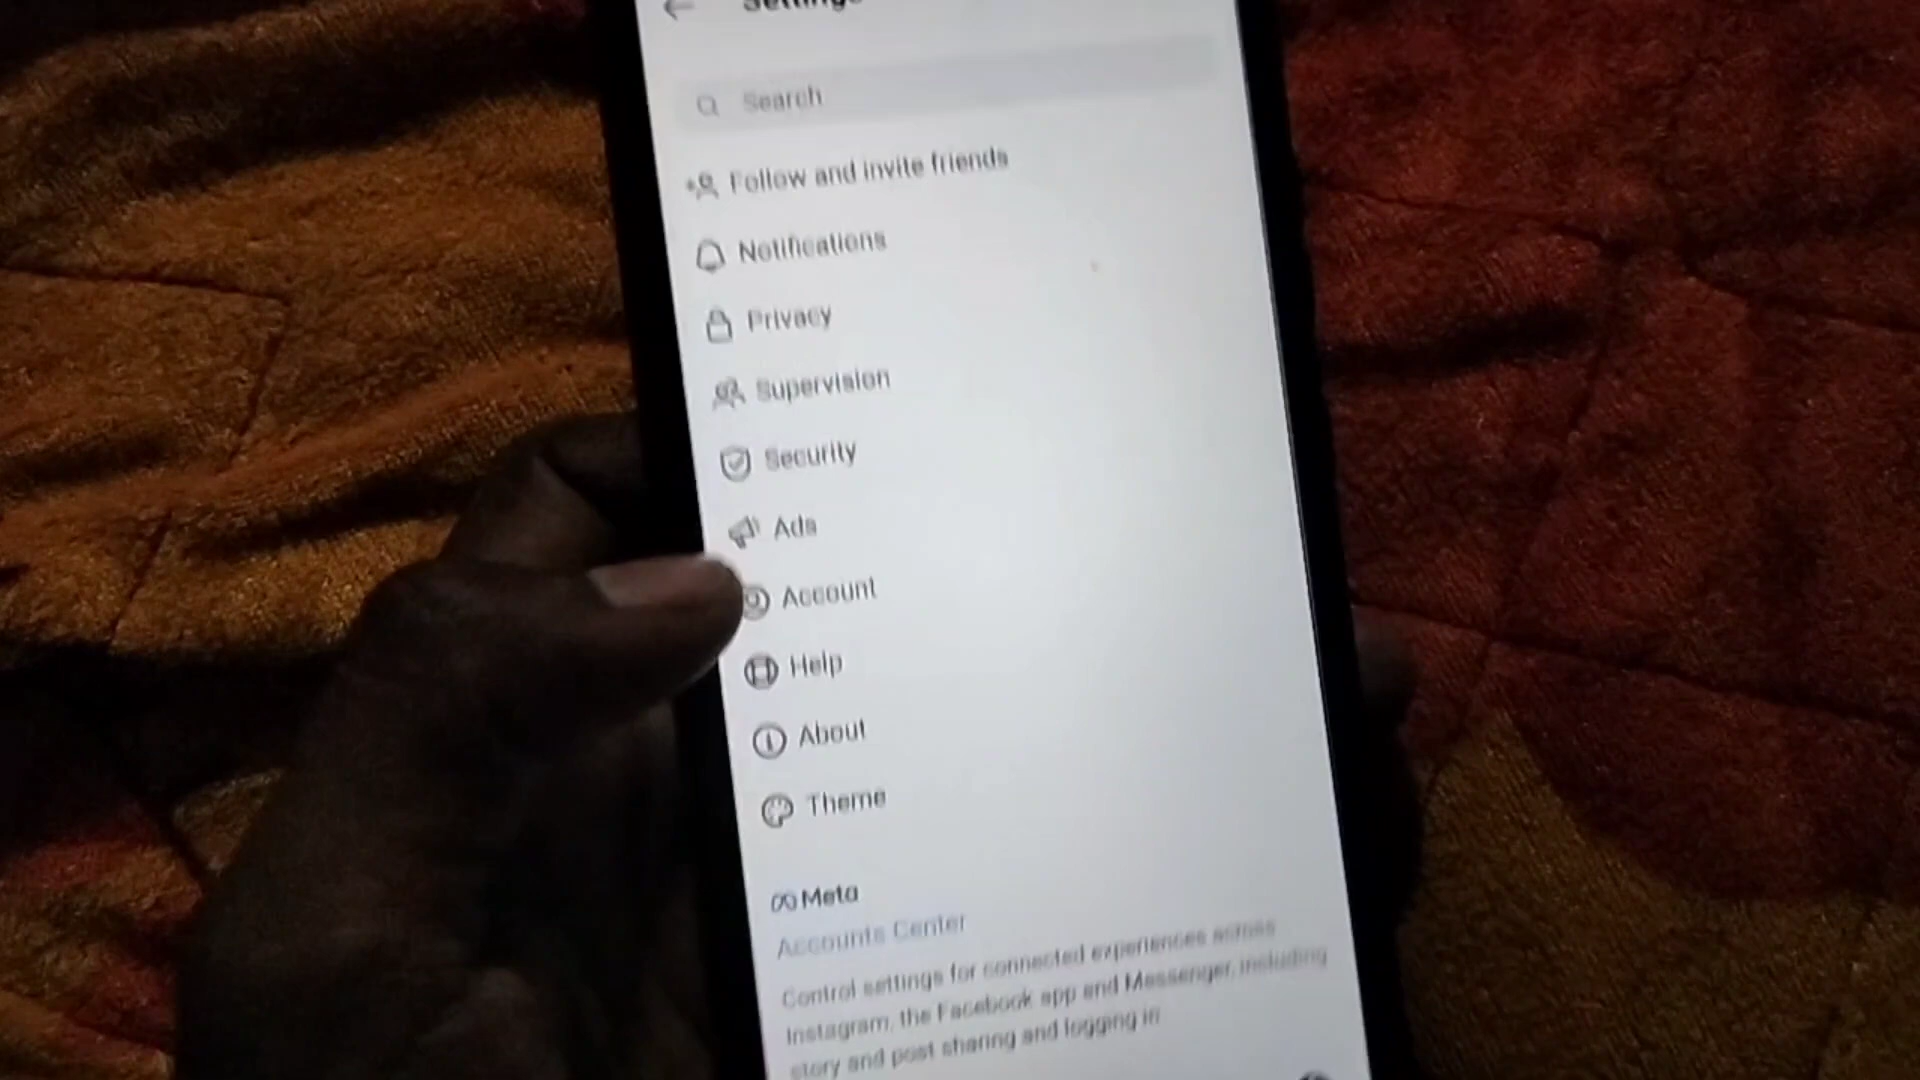 Settings
Search
Follow and invite friends
Notifications
Privacy
Supervision
Security
Ads
Account
Help
About
Theme
Meta
Accounts Center
Control settings for connected experiences across
Instagram, the Facebook app and Messenger, including
story and post sharing and logging in